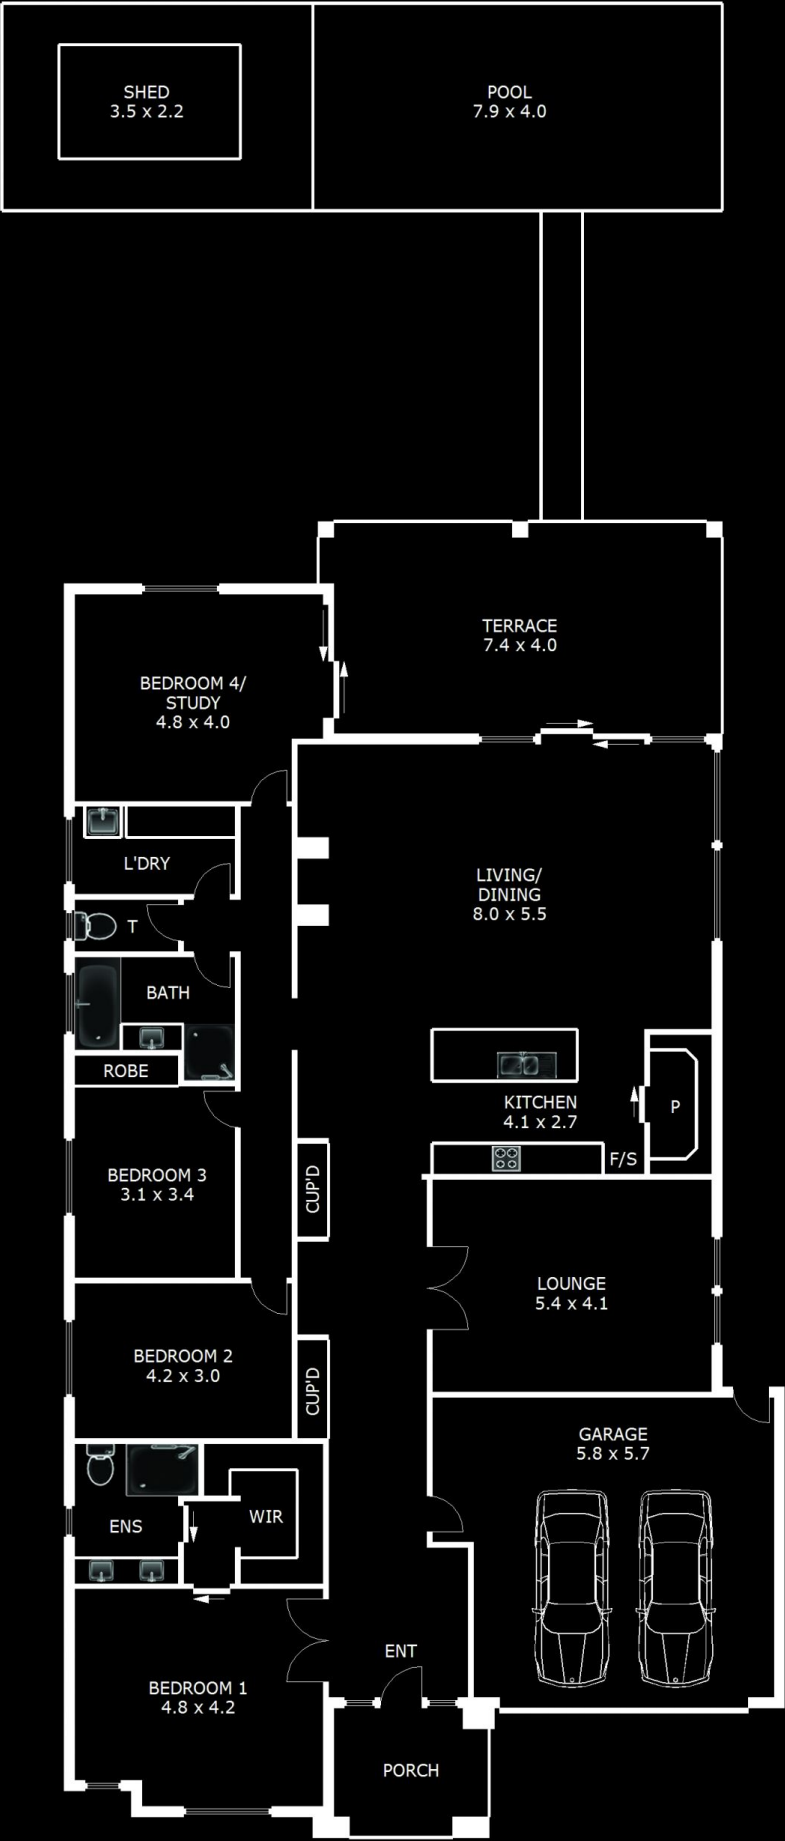 SHED
3.5 x 2.2
POOL
7.9 x 4.0
TERRACE
7.4 x 4.0
BEDROOM 4/
STUDY
4.8 x 4.0
L'DRY
LIVING/
DINING
8.0 x 5.5
T
BATH
ROBE
KITCHEN
4.1 x 2.7
P
F/S
BEDROOM 3
3.1 x 3.4
CUP'D
LOUNGE
5.4 x 4.1
BEDROOM 2
4.2 x 3.0
CUP'D
GARAGE
5.8 x 5.7
ENS
WIR
ENT
BEDROOM 1
4.8 x 4.2
PORCH